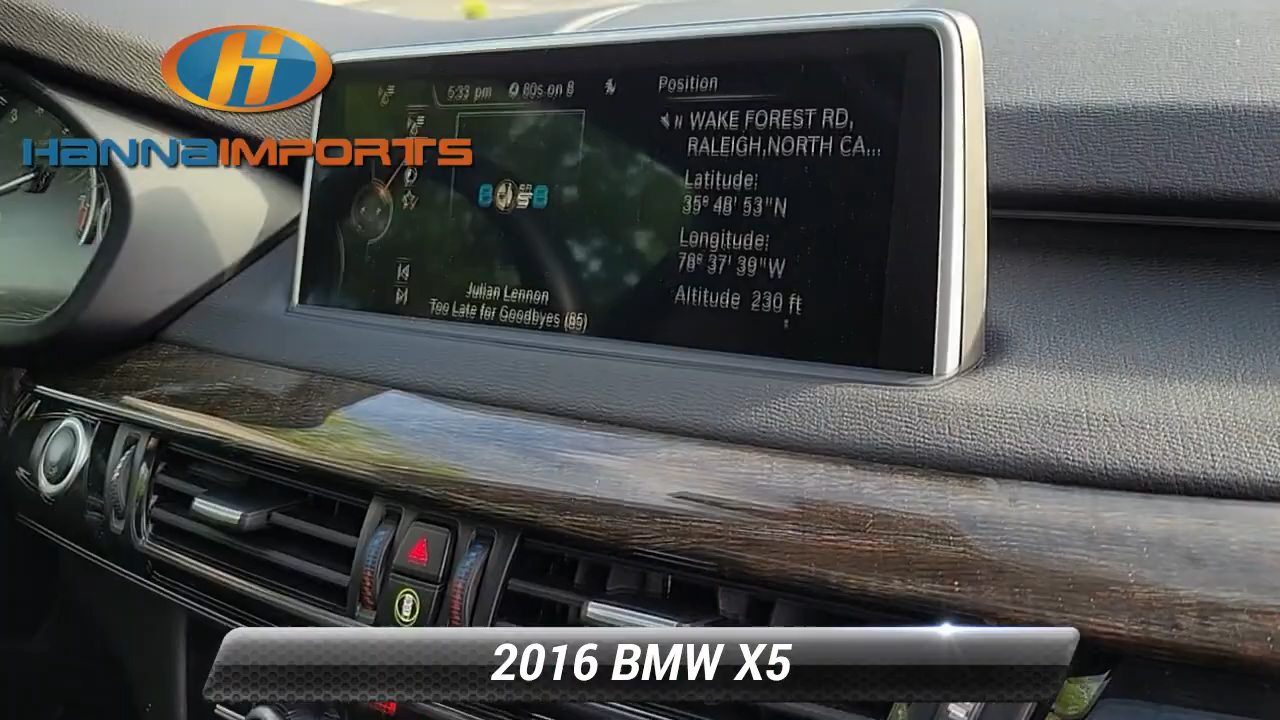 H
HANNAIMPORTS
5:33 pm
80s on 8
Position
N WAKE FOREST RD,
RALEIGH,NORTH CA...
Latitude:
35° 48' 53"N
Longitude:
78° 37' 39"W
Altitude 230 ft
Julian Lennon
Too Late for Goodbyes (85)
3
2016 BMW X5